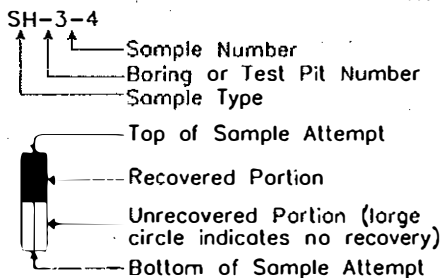 SH-3-4
Sample Number
Boring or Test Pit Number
Sample Type
Top of Sample Attempt
Recovered Portion
Unrecovered Portion (large
circle indicates no recovery)
Bottom of Sample Attempt